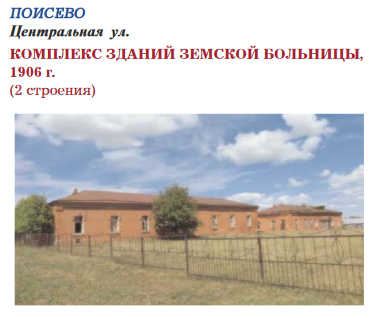 ПОИСЕВО
Центральная ул.
КОМПЛЕКС ЗДАНИЙ ЗЕМСКОЙ БОЛЬНИЦЫ,
1906 г.
(2 строения)